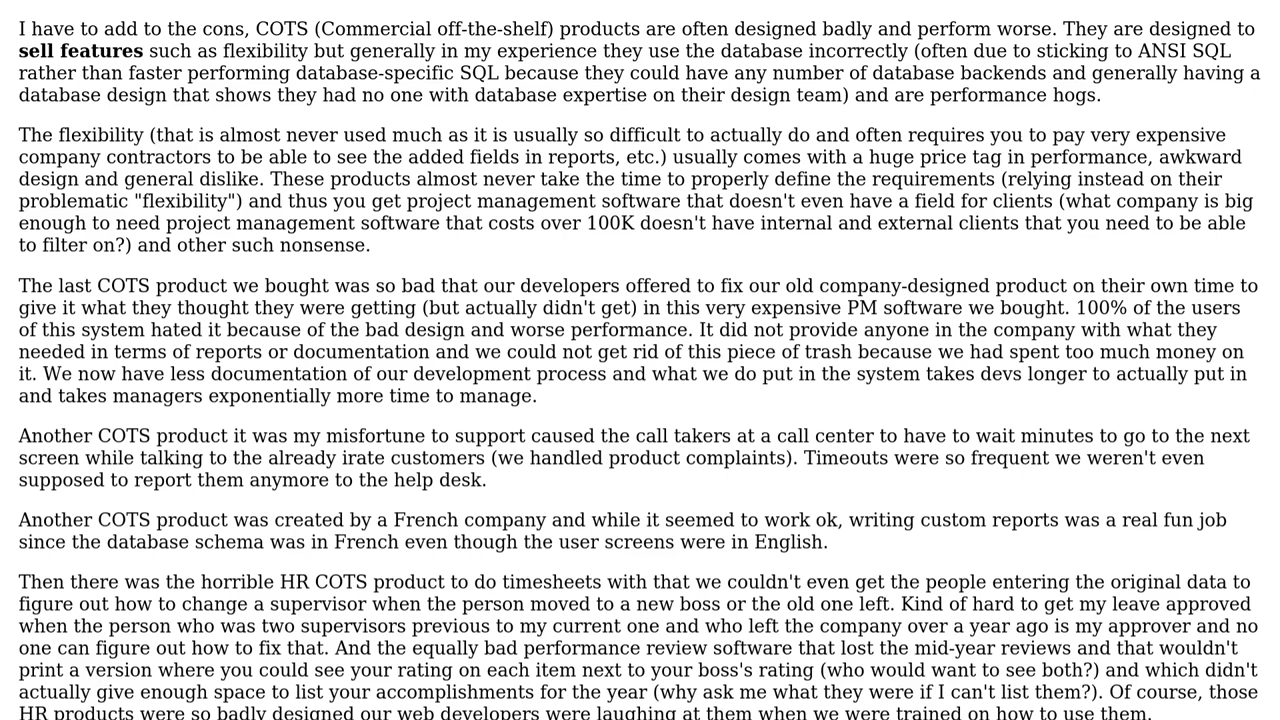 I have to add to the cons, COTS (Commercial off-the-shelf) products are often designed badly and perform worse. They are designed to
sell features such as flexibility but generally in my experience they use the database incorrectly (often due to sticking to ANSI SQL
rather than faster performing database-specific SQL because they could have any number of database backends and generally having a
database design that shows they had no one with database expertise on their design team) and are performance hogs.
The flexibility (that is almost never used much as it is usually so difficult to actually do and often requires you to pay very expensive
company contractors to be able to see the added fields in reports, etc.) usually comes with a huge price tag in performance, awkward
design and general dislike. These products almost never take the time to properly define the requirements (relying instead on their
problematic "flexibility") and thus you get project management software that doesn't even have a field for clients (what company is big
enough to need project management software that costs over 100K doesn't have internal and external clients that you need to be able
to filter on?) and other such nonsense.
The last COTS product we bought was so bad that our developers offered to fix our old company-designed product on their own time to
give it what they thought they were getting (but actually didn't get) in this very expensive PM software we bought. 100% of the users
of this system hated it because of the bad design and worse performance. It did not provide anyone in the company with what they
needed in terms of reports or documentation and we could not get rid of this piece of trash because we had spent too much money on
it. We now have less documentation of our development process and what we do put in the system takes devs longer to actually put in
and takes managers exponentially more time to manage.
Another COTS product it was my misfortune to support caused the call takers at a call center to have to wait minutes to go to the next
screen while talking to the already irate customers (we handled product complaints). Timeouts were so frequent we weren't even
supposed to report them anymore to the help desk.
Another COTS product was created by a French company and while it seemed to work ok, writing custom reports was a real fun job
since the database schema was in French even though the user screens were in English.
Then there was the horrible HR COTS product to do timesheets with that we couldn't even get the people entering the original data to
figure out how to change a supervisor when the person moved to a new boss or the old one left. Kind of hard to get my leave approved
when the person who was two supervisors previous to my current one and who left the company over a year ago is my approver and no
one can figure out how to fix that. And the equally bad performance review software that lost the mid-year reviews and that wouldn't
print a version where you could see your rating on each item next to your boss's rating (who would want to see both?) and which didn't
actually give enough space to list your accomplishments for the year (why ask me what they were if I can't list them?). Of course, those
HR products were so badly designed our web developers were laughing at them when we were trained on how to use them.